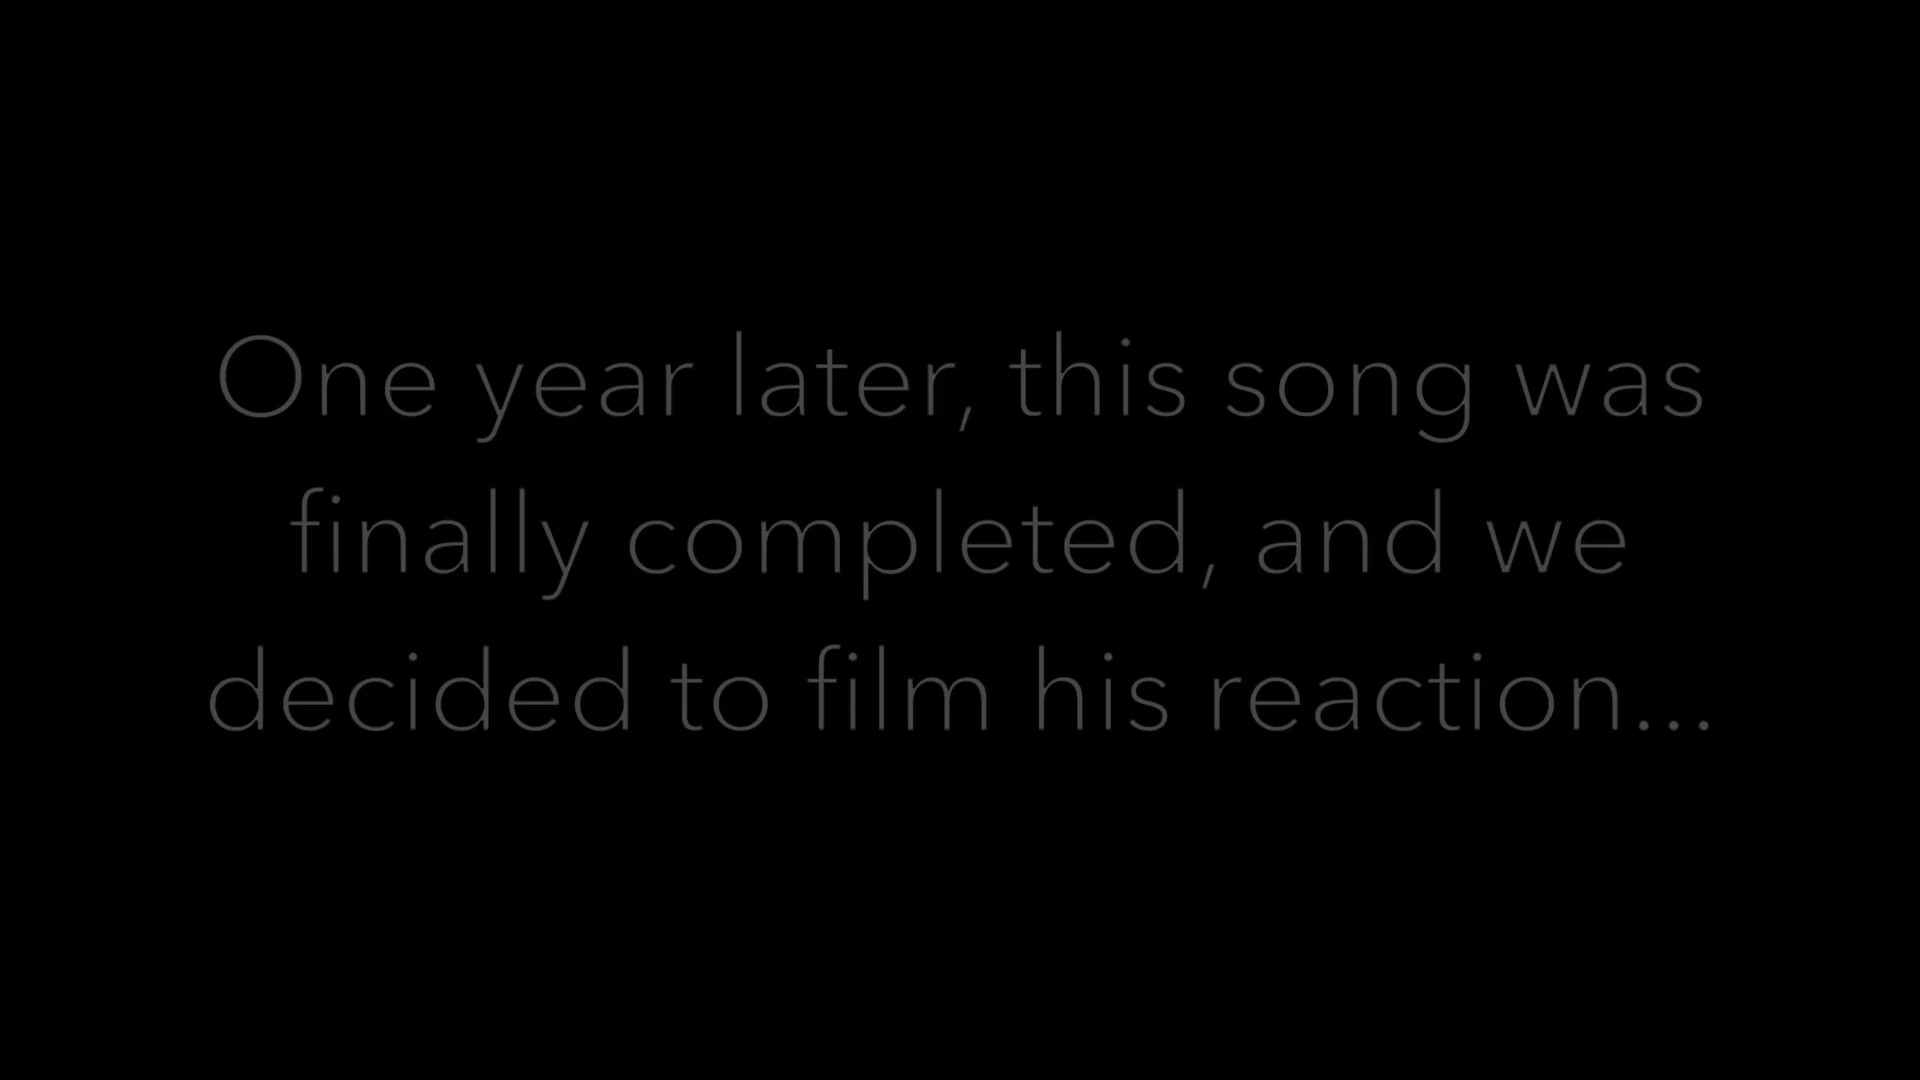 One year later, this song was
finally completed, and we
decided to film his reaction...